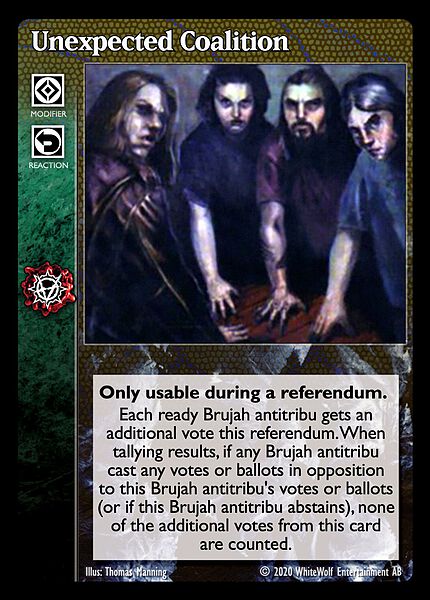 Unexpected Coalition
MODIFIER
REACTION
Only usable during a referendum.
Each ready Brujah antitribu gets an
additional vote this referendum. When
tallying results, if any Brujah antitribu
cast any votes or ballots in opposition
to this Brujah antitribu's votes or ballots
(or if this Brujah antitribu abstains), none
of the additional votes from this card
are counted.
Illus: Thomas Manning © 2020 WhiteWolf Entertainment AB